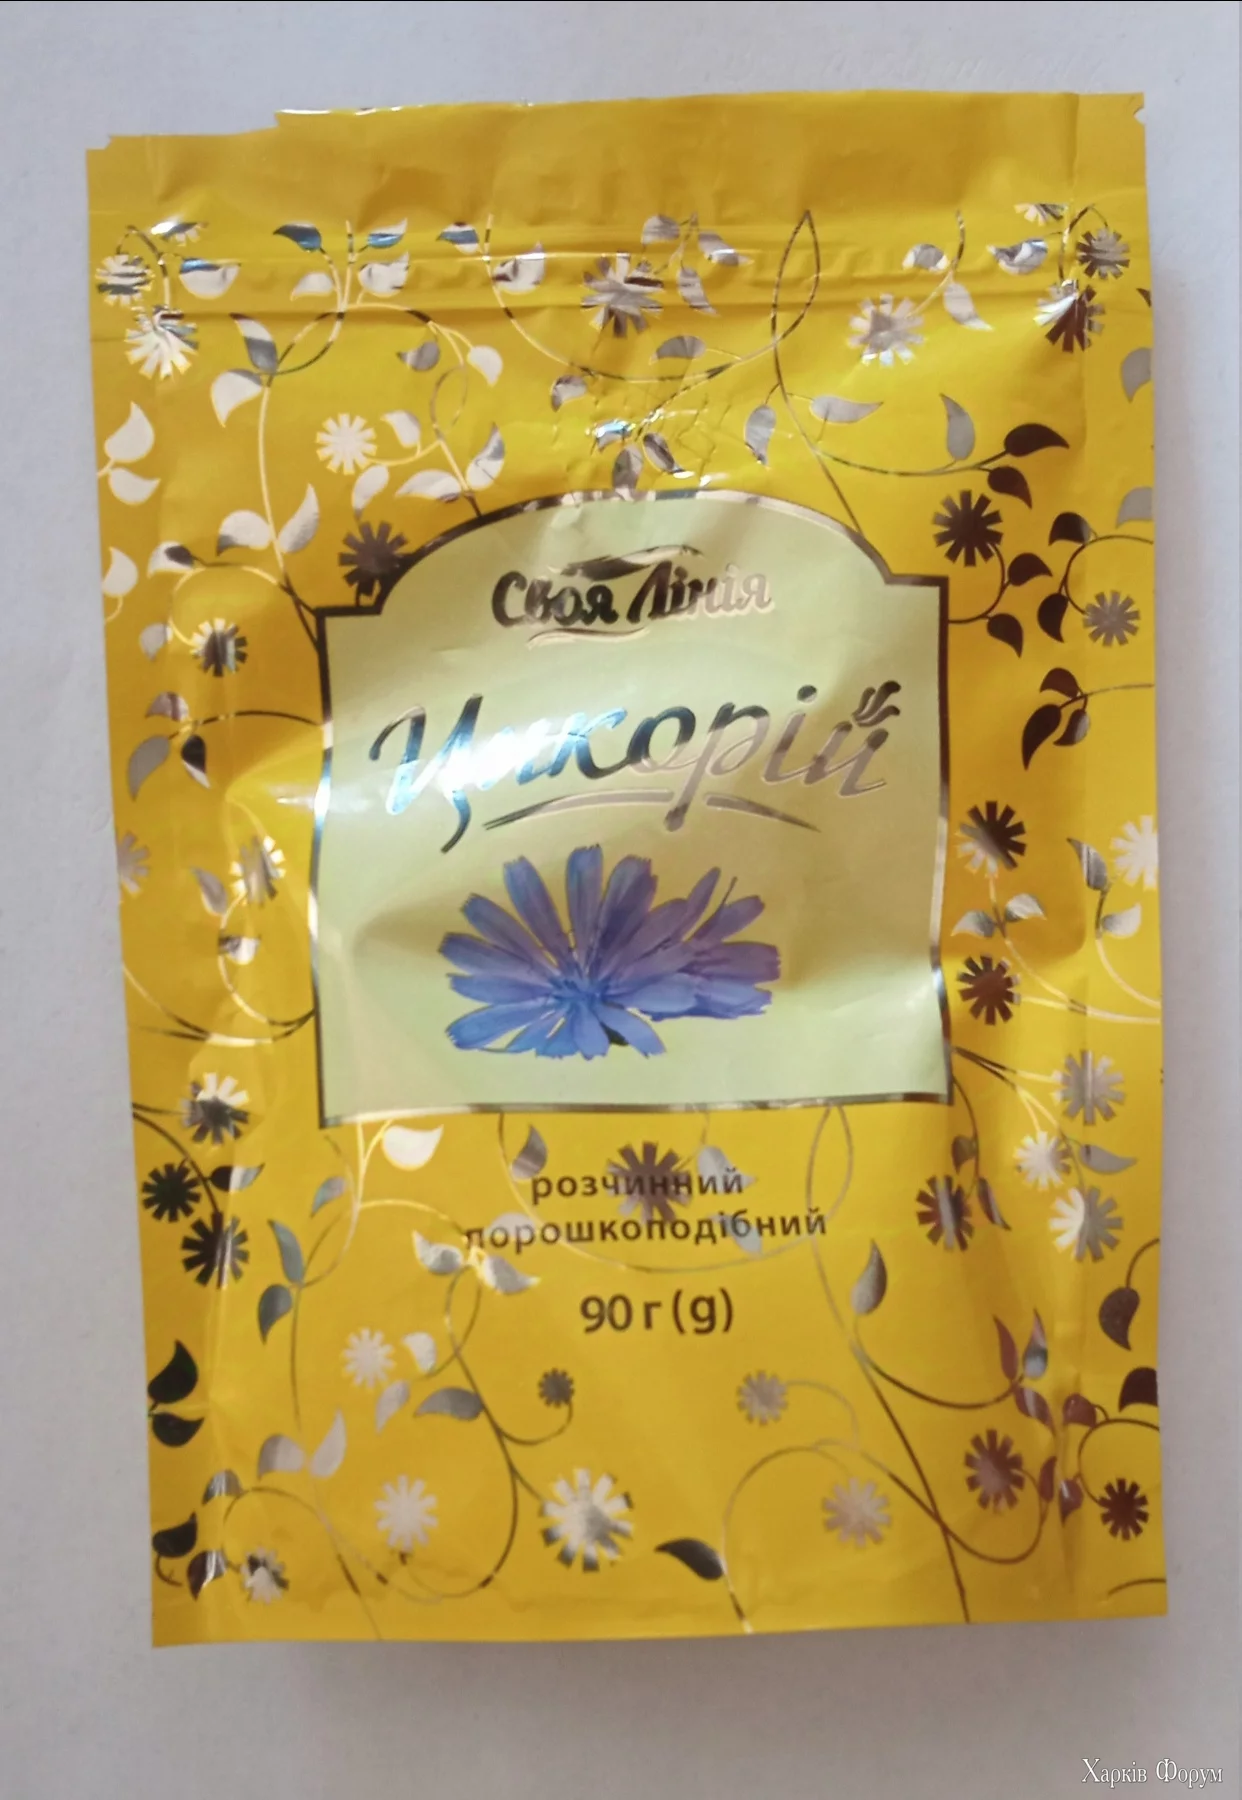 Своя Лінія
Цикорій
розчинний
порошкоподібний
90 г (g)
Харків Форум